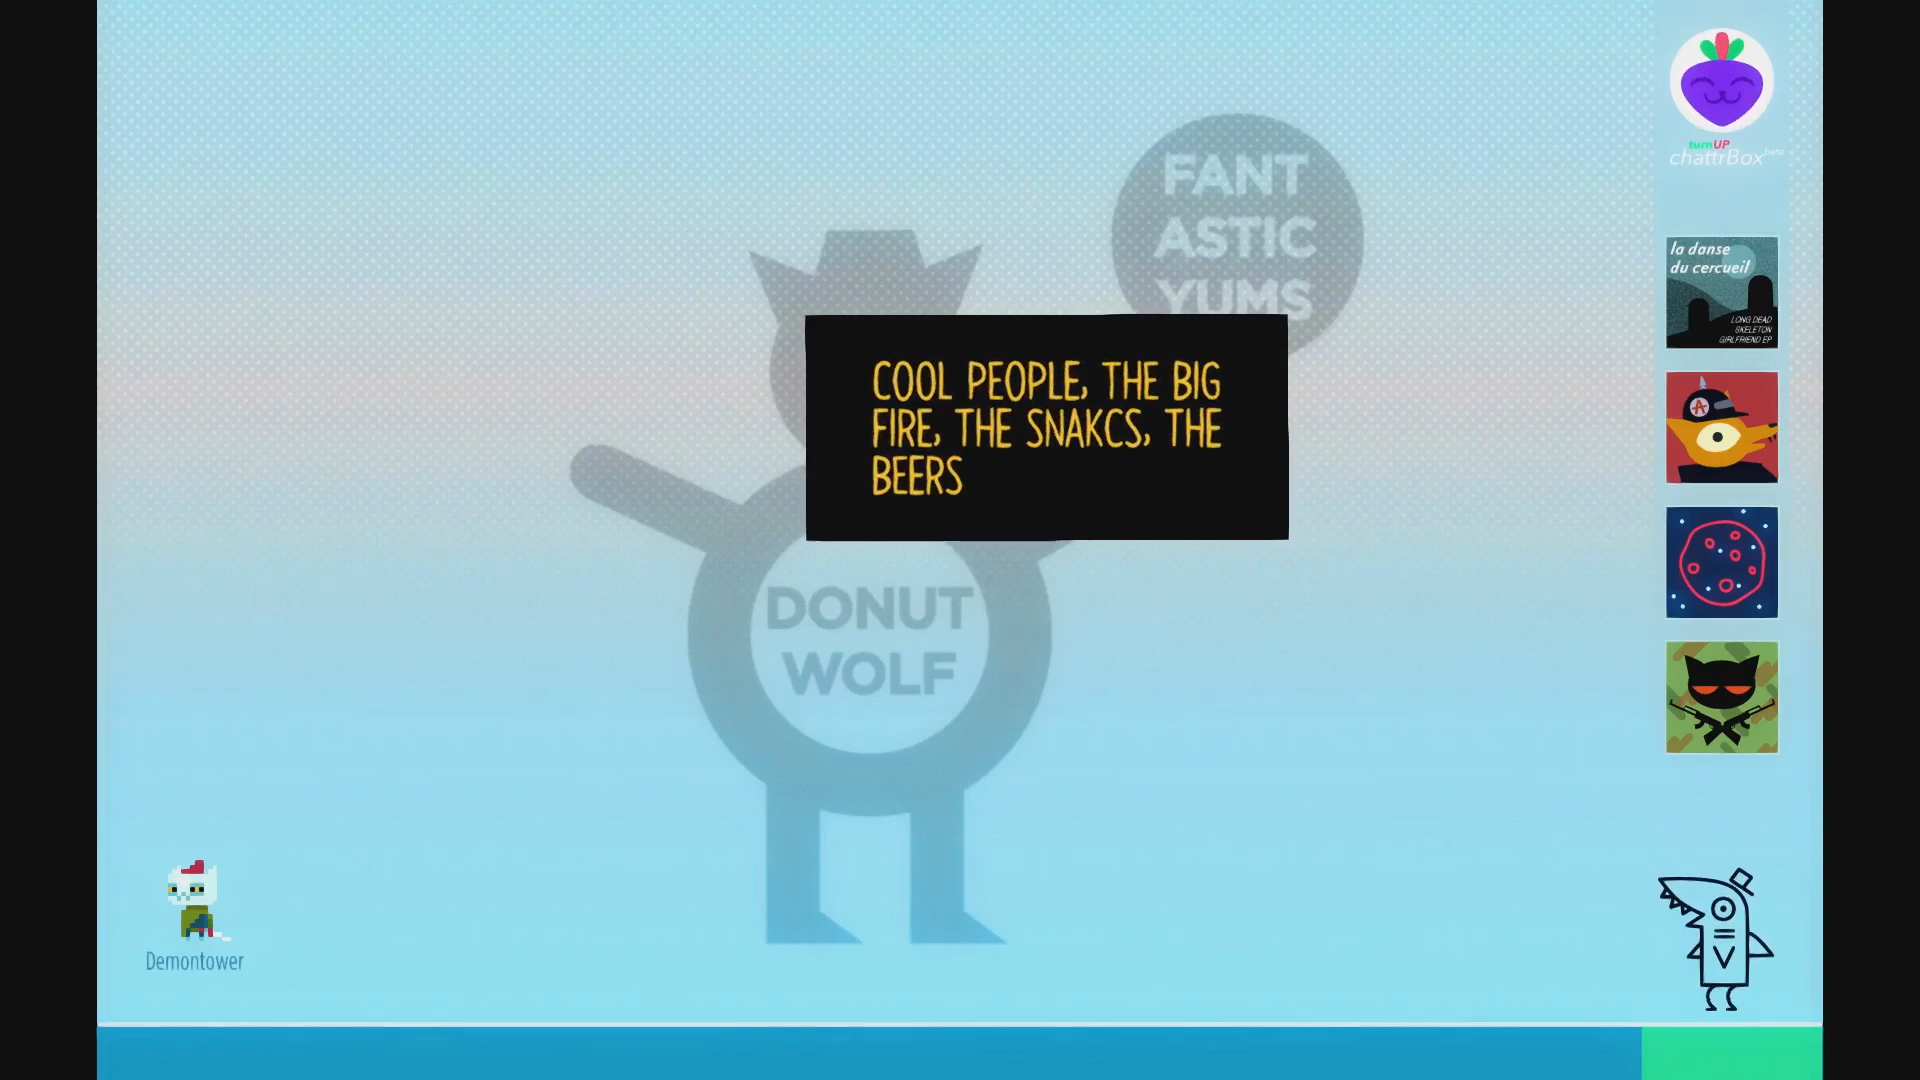 FANT
ASTIC
YUMS
COOL PEOPLE, THE BIG
FIRE, THE SNAKCS, THE
BEERS
DONUT
WOLF
Demontower
turnUP
chattrBox beta
la danse
du cercueil
LONG DEAD
SKELETON
GIRLFRIEND EP
A